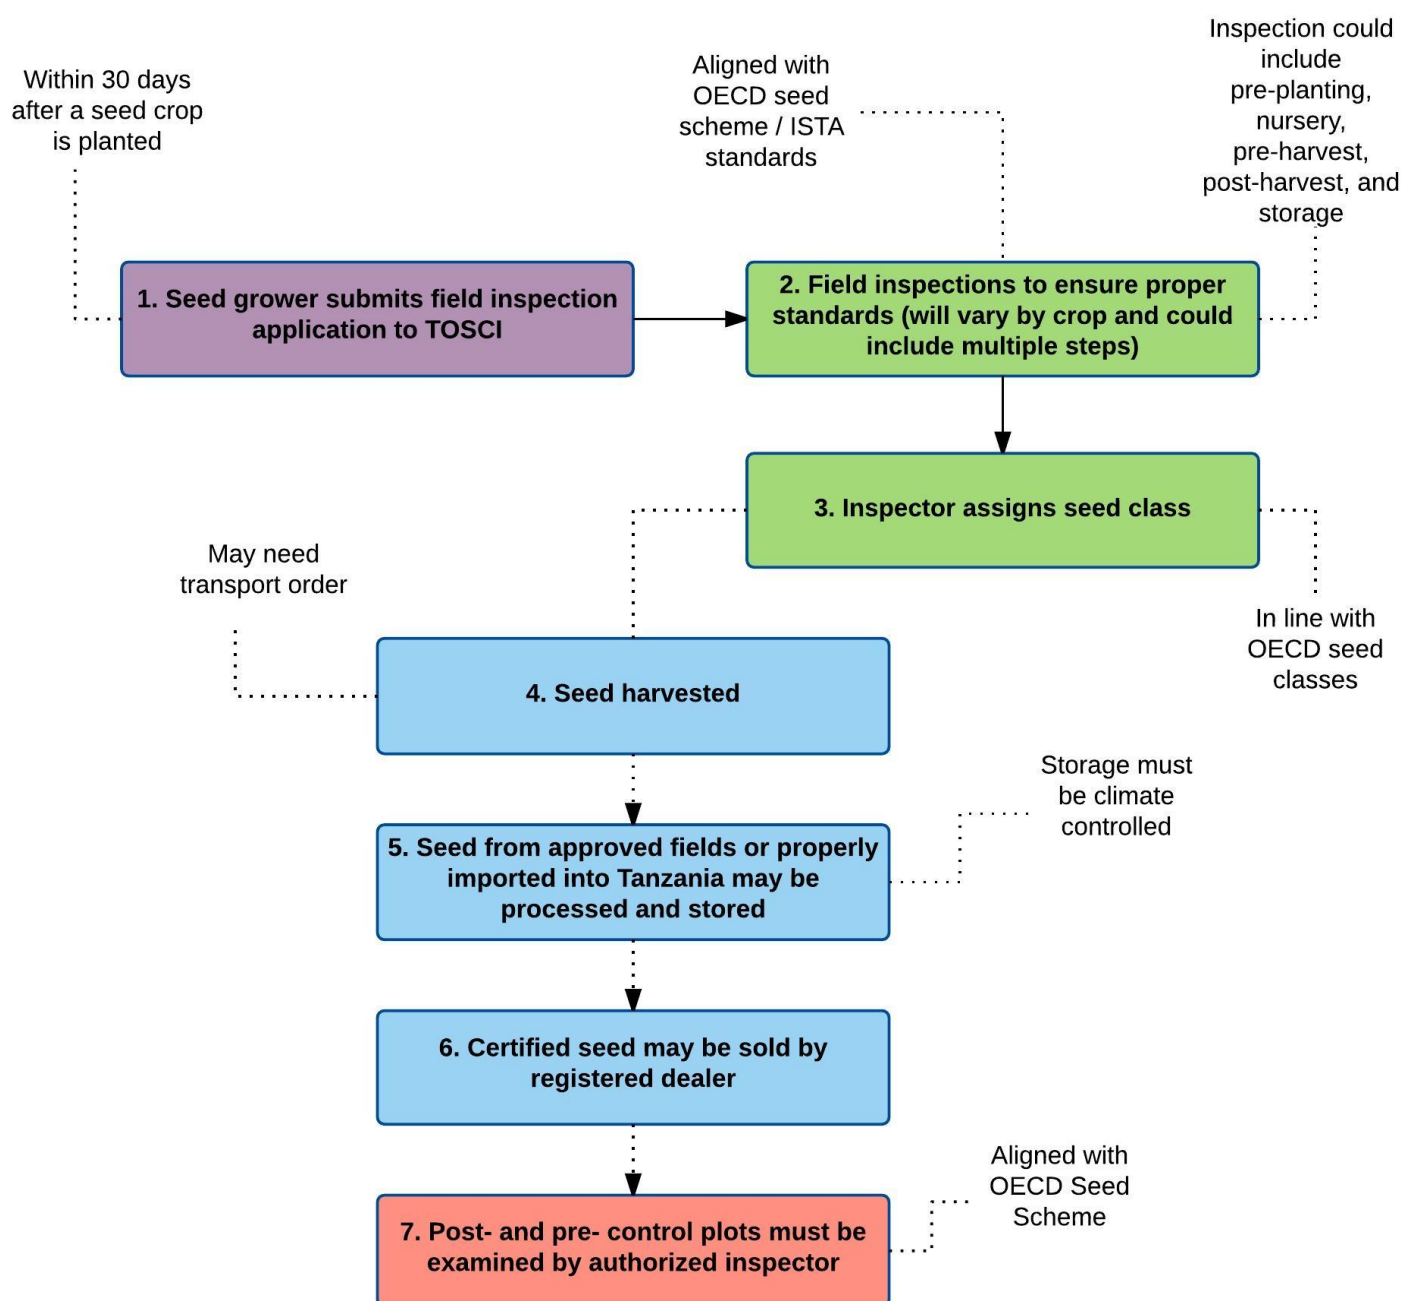 Within 30 days
after a seed crop
is planted
Aligned with
OECD seed
scheme / ISTA
standards
Inspection could
include
pre-planting,
nursery,
pre-harvest,
post-harvest, and
storage
1. Seed grower submits field inspection
application to TOSCI
2. Field inspections to ensure proper
standards (will vary by crop and could
include multiple steps)
3. Inspector assigns seed class
In line with
OECD seed
classes
May need
transport order
4. Seed harvested
5. Seed from approved fields or properly
imported into Tanzania may be
processed and stored
Storage must
be climate
controlled
6. Certified seed may be sold by
registered dealer
7. Post- and pre- control plots must be
examined by authorized inspector
Aligned with
OECD Seed
Scheme